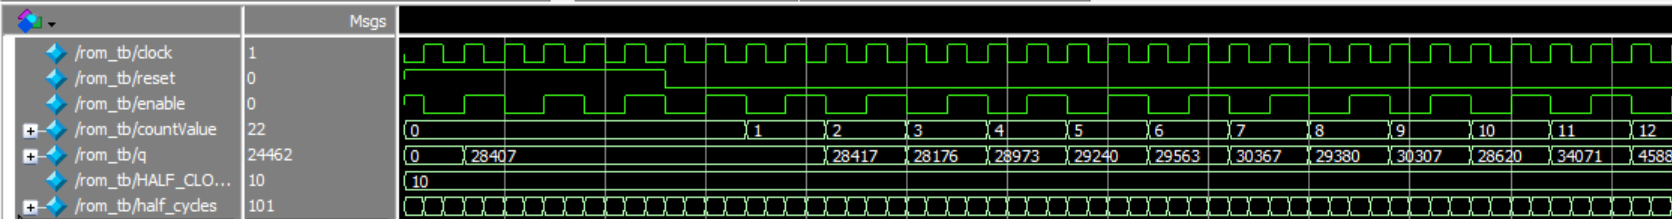 Msgs
/rom_tb/clock 1
/rom_tb/reset 0
/rom_tb/enable 0
/rom_tb/countValue 22 0 1 2 3 4 5 6 7 8 9 10 11 12
/rom_tb/q 24462 0 28407 28417 28176 28973 29240 29563 30367 29380 30307 28620 34071 4588
/rom_tb/HALF_CLO... 10 10
/rom_tb/half_cycles 101